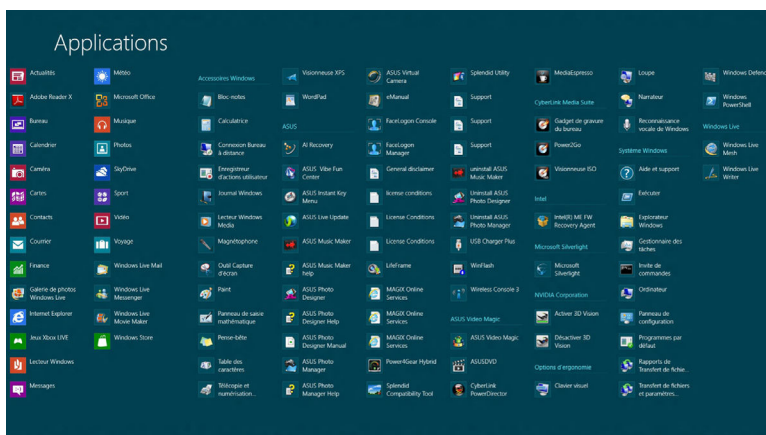 Applications
Actualités
Adobe Reader X
Bureau
Calendrier
Caméra
Cartes
Contacts
Courrier
Finance
Galerie de photos
Windows Live
Internet Explorer
Jeux Xbox LIVE
Lecteur Windows
Messages
Météo
Microsoft Office
Musique
Photos
SkyDrive
Sport
Vidéo
Voyage
Windows Live Mail
Windows Live
Messenger
Windows Live
Movie Maker
Windows Store
Accessoires Windows
Bloc-notes
Calculatrice
Connexion Bureau
à distance
Enregistreur
d'actions utilisateur
Journal Windows
Lecteur Windows
Media
Magnétophone
Outil Capture
d'écran
Paint
Panneau de saisie
mathématique
Pense-bête
Table des
caractères
Télécopie et
numérisation...
Visionneuse XPS
WordPad
ASUS
AI Recovery
ASUS Vibe Fun
Center
ASUS Instant Key
Menu
ASUS Live Update
ASUS Music Maker
ASUS Music Maker
help
ASUS Photo
Designer
ASUS Photo
Designer Help
ASUS Photo
Designer Manual
ASUS Photo
Manager
ASUS Photo
Manager Help
ASUS Virtual
Camera
eManual
FaceLogon Console
FaceLogon
Manager
General disclaimer
license conditions
License Conditions
License Conditions
LifeFrame
MAGIX Online
Services
MAGIX Online
Services
MAGIX Online
Services
Power4Gear Hybrid
Splendid
Compatibility Tool
Splendid Utility
Support
Support
Support
uninstall ASUS
Music Maker
Uninstall ASUS
Photo Designer
Uninstall ASUS
Photo Manager
USB Charger Plus
WinFlash
Wireless Console 3
ASUS Video Magic
ASUS Video Magic
ASUSDVD
CyberLink
PowerDirector
MediaEspresso
CyberLink Media Suite
Gadget de gravure
du bureau
Power2Go
Visionneuse ISO
Intel
Intel(R) ME FW
Recovery Agent
Microsoft Silverlight
Microsoft
Silverlight
NVIDIA Corporation
Activer 3D Vision
Désactiver 3D
Vision
Options d'ergonomie
Clavier visuel
Loupe
Narrateur
Reconnaissance
vocale de Windows
Système Windows
Aide et support
Exécuter
Explorateur
Windows
Gestionnaire des
tâches
Invite de
commandes
Ordinateur
Panneau de
configuration
Programmes par
défaut
Rapports de
Transfert de fichie...
Transfert de fichiers
et paramètres...
Windows Defend
Windows
PowerShell
Windows Live
Windows Live
Mesh
Windows Live
Writer